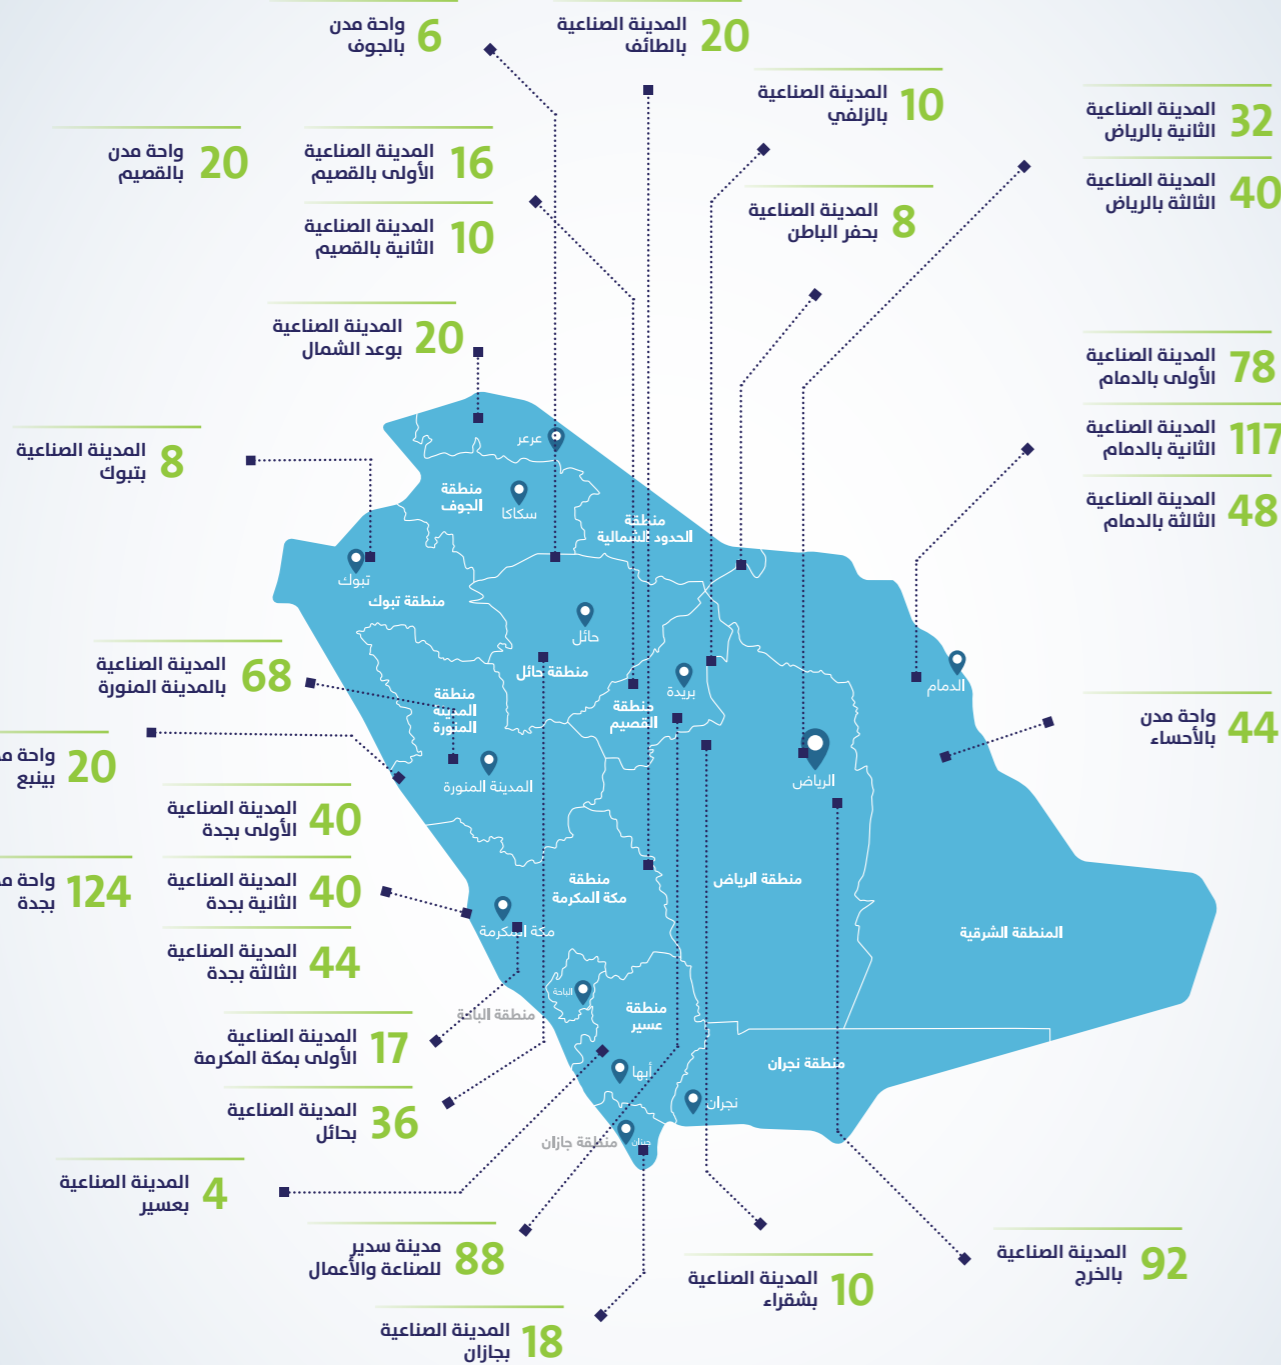 6
واحة مدن
بالجوف
20
المدينة الصناعية
بالطائف
10
المدينة الصناعية
بالزلفي
32
المدينة الصناعية
الثانية بالرياض
40
المدينة الصناعية
الثالثة بالرياض
20
واحة مدن
بالقصيم
16
المدينة الصناعية
الأولى بالقصيم
10
المدينة الصناعية
الثانية بالقصيم
8
المدينة الصناعية
بحفر الباطن
20
المدينة الصناعية
بوعد الشمال
78
المدينة الصناعية
الأولى بالدمام
117
المدينة الصناعية
الثانية بالدمام
48
المدينة الصناعية
الثالثة بالدمام
8
المدينة الصناعية
بتبوك
عرعر
منطقة
الجوف
سكاكا
منطقة
الحدود الشمالية
تبوك
منطقة تبوك
حائل
منطقة حائل
بريدة
منطقة
القصيم
الدمام
68
المدينة الصناعية
بالمدينة المنورة
منطقة
المدينة
المنورة
المدينة المنورة
الرياض
44
واحة مدن
بالأحساء
20
واحة
بينبع
40
المدينة الصناعية
الأولى بجدة
124
واحة
بجدة
40
المدينة الصناعية
الثانية بجدة
44
المدينة الصناعية
الثالثة بجدة
منطقة
مكة المكرمة
مكة المكرمة
منطقة الرياض
المنطقة الشرقية
الباحة
منطقة الباحة
منطقة
عسير
أبها
منطقة نجران
نجران
منطقة جازان
جيزان
17
المدينة الصناعية
الأولى بمكة المكرمة
36
المدينة الصناعية
بحائل
4
المدينة الصناعية
بعسير
88
مدينة سدير
للصناعة والأعمال
18
المدينة الصناعية
بجازان
10
المدينة الصناعية
بشقراء
92
المدينة الصناعية
بالخرج